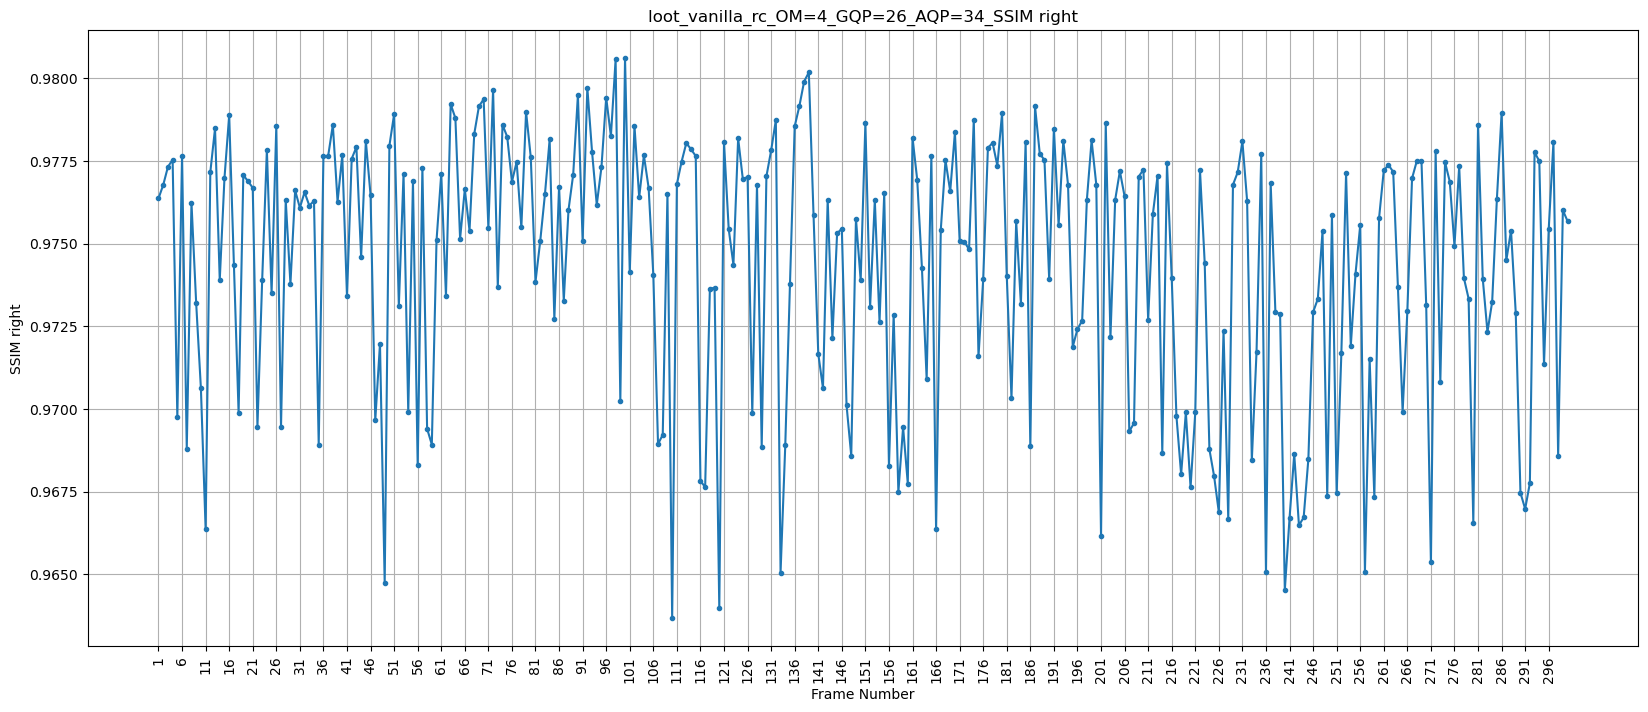 loot_vanilla_rc_OM=4_GQP=26_AQP=34_SSIM right
0.9800
0.9775
0.9750
0.9725
0.9700
0.9675
0.9650
SSIM right
1 6 11 16 21 26 31 36 41 46 51 56 61 66 71 76 81 86 91 96 101 106 111 116 121 126 131 136 141 146 151 156 161 166 171 176 181 186 191 196 201 206 211 216 221 226 231 236 241 246 251 256 261 266 271 276 281 286 291 296
Frame Number